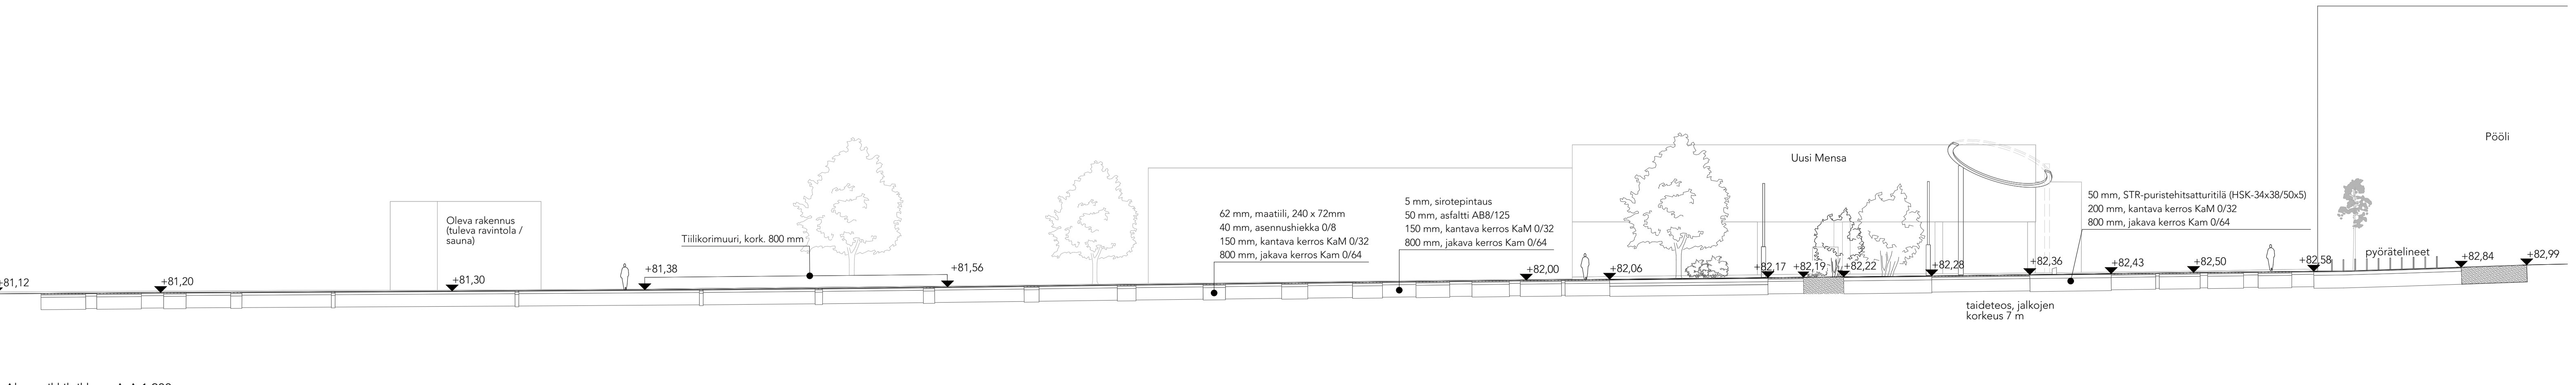 Pööli
Uusi Mensa
50 mm, STR-puristehitsatturitilä (HSK-34x38/50x5)
200 mm, kantava kerros KaM 0/32
800 mm, jakava kerros Kam 0/64
5 mm, sirotepintaus
50 mm, asfaltti AB8/125
150 mm, kantava kerros KaM 0/32
800 mm, jakava kerros Kam 0/64
62 mm, maatiili, 240 x 72mm
40 mm, asennushiekka 0/8
150 mm, kantava kerros KaM 0/32
800 mm, jakava kerros Kam 0/64
Oleva rakennus
(tuleva ravintola /
sauna)
Tiilikorimuuri, kork. 800 mm
pyörätelineet
+81,12
+81,20
+81,30
+81,38
+81,56
+82,00
+82,06
+82,17
+82,19
+82,22
+82,28
+82,36
+82,43
+82,50
+82,58
+82,84
+82,99
taideteos, jalkojen
korkeus 7 m